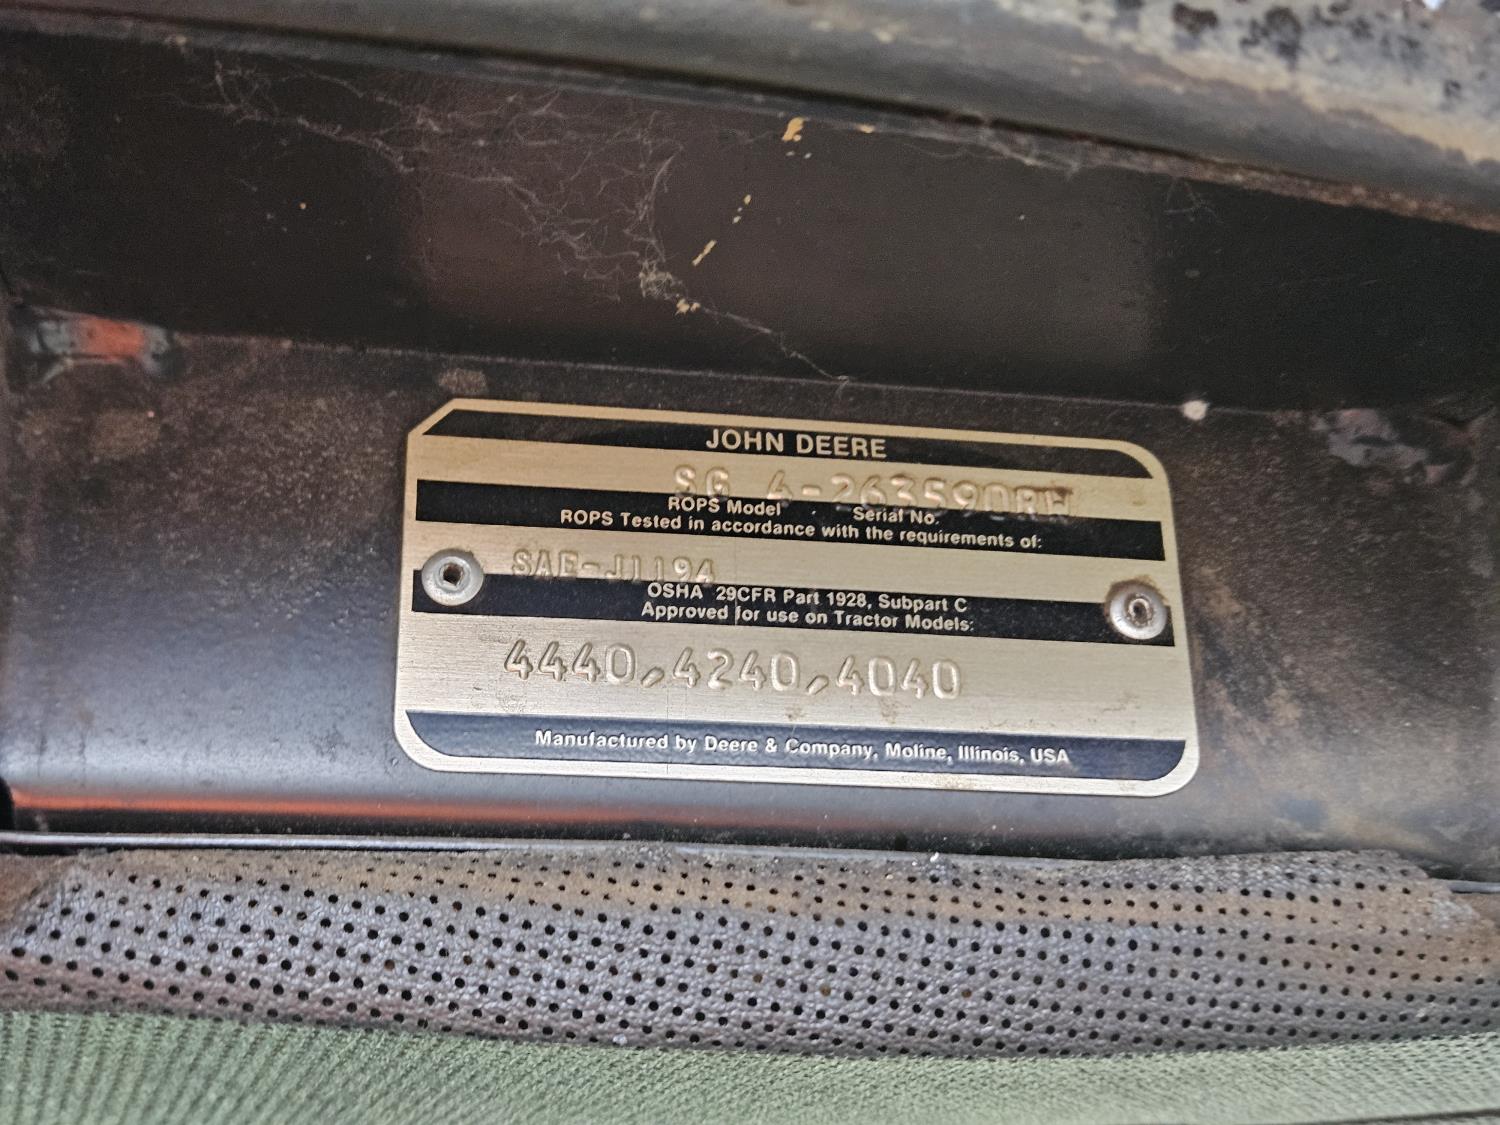 JOHN DEERE
SG 4-263590RW
ROPS Model Serial No.
ROPS Tested in accordance with the requirements of:
SAE-J1194
OSHA 29CFR Part 1928, Subpart C
Approved for use on Tractor Models:
4440,4240,4040
Manufactured by Deere & Company, Moline, Illinois, USA